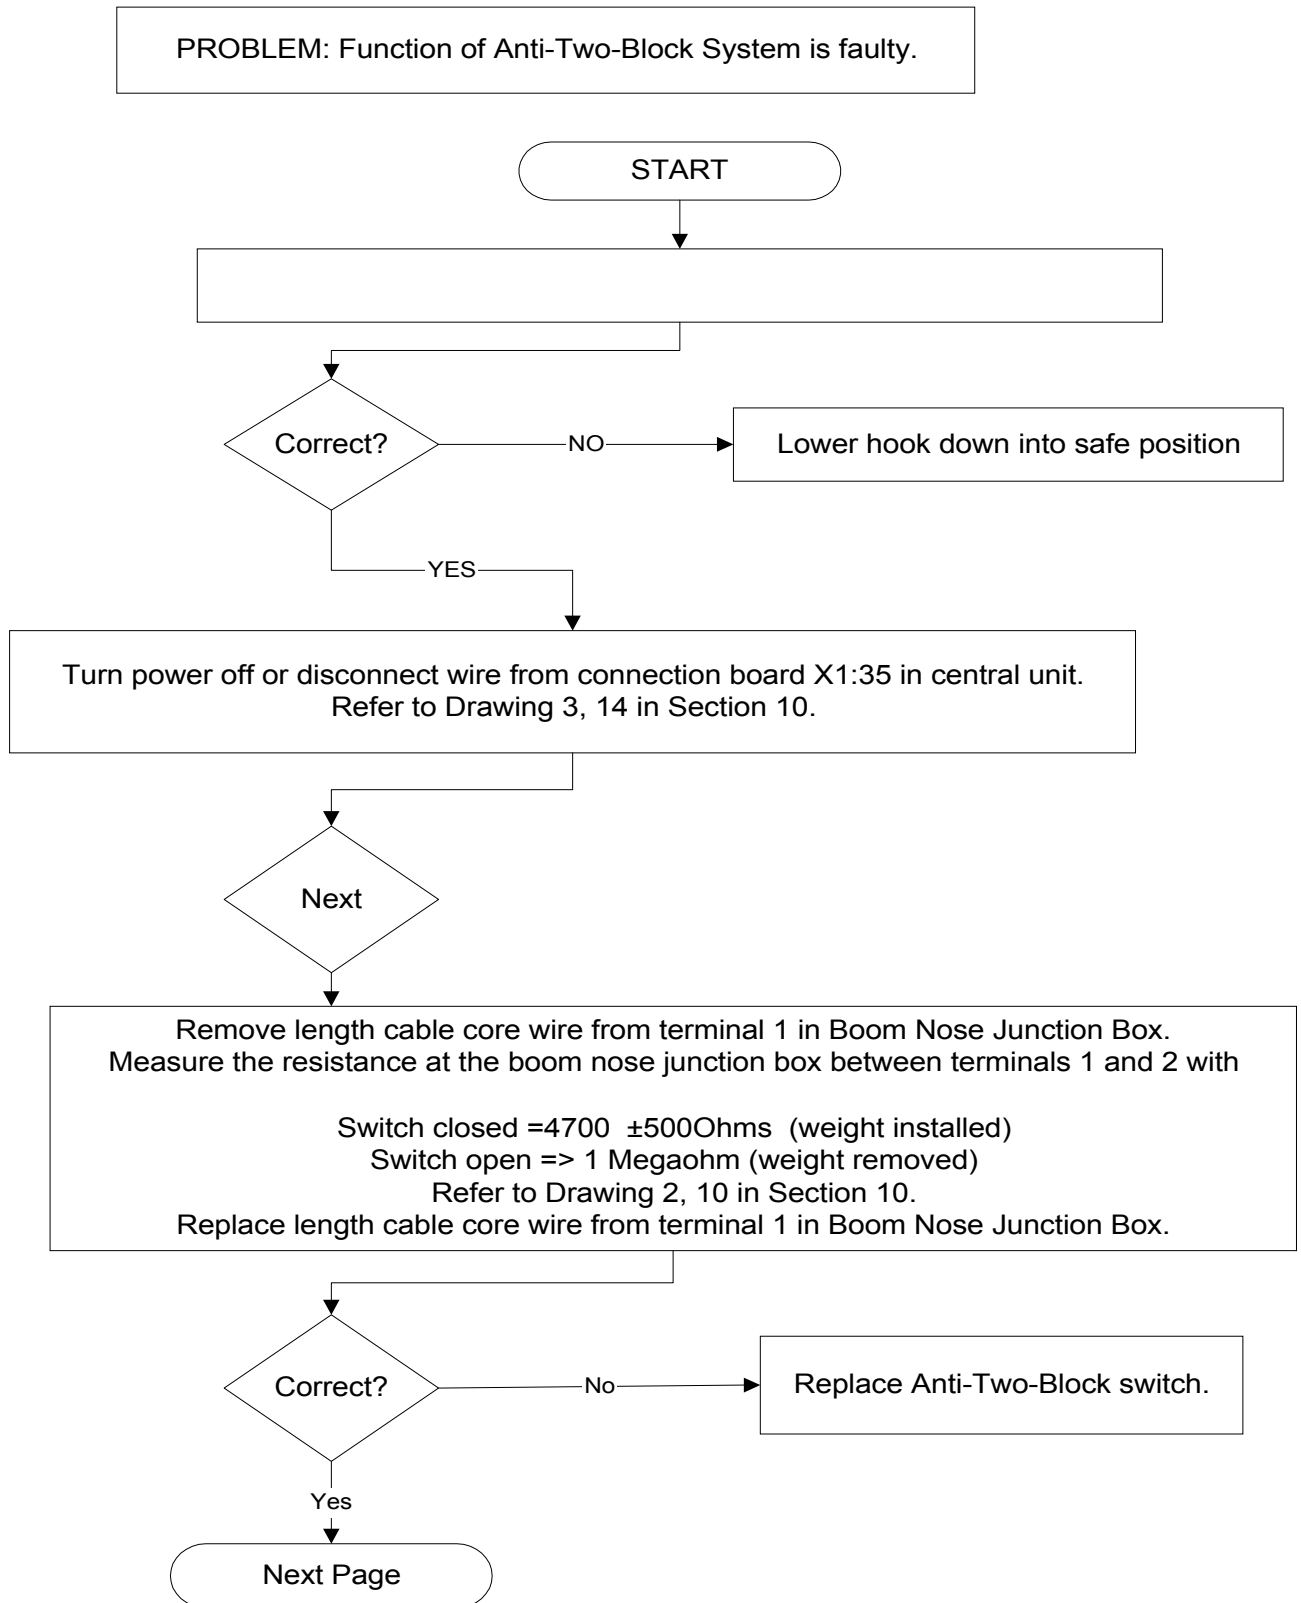 PROBLEM: Function of Anti-Two-Block System is faulty.
START
Correct?
NO
Lower hook down into safe position
YES
Turn power off or disconnect wire from connection board X1:35 in central unit.
Refer to Drawing 3, 14 in Section 10.
Next
Remove length cable core wire from terminal 1 in Boom Nose Junction Box.
Measure the resistance at the boom nose junction box between terminals 1 and 2 with
Switch closed =4700 ±500Ohms (weight installed)
Switch open => 1 Megaohm (weight removed)
Refer to Drawing 2, 10 in Section 10.
Replace length cable core wire from terminal 1 in Boom Nose Junction Box.
Correct?
No
Replace Anti-Two-Block switch.
Yes
Next Page